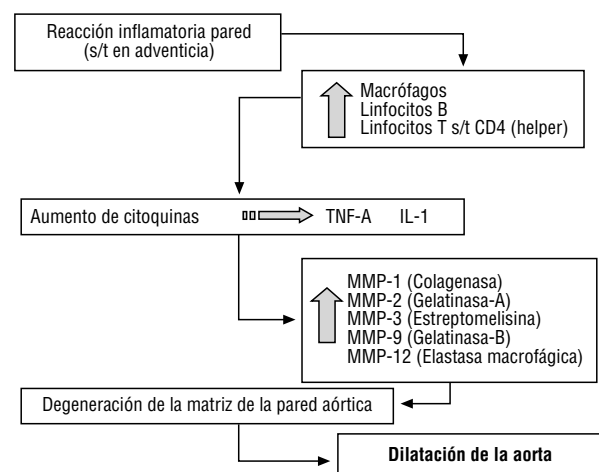 Reacción inflamatoria pared
(s/t en adventicia)
Macrófagos
Linfocitos B
Linfocitos T s/t CD4 (helper)
Aumento de citoquinas TNF-A IL-1
MMP-1 (Colagenasa)
MMP-2 (Gelatinasa-A)
MMP-3 (Estreptomelisina)
MMP-9 (Gelatinasa-B)
MMP-12 (Elastasa macrofágica)
Degeneración de la matriz de la pared aórtica
Dilatación de la aorta